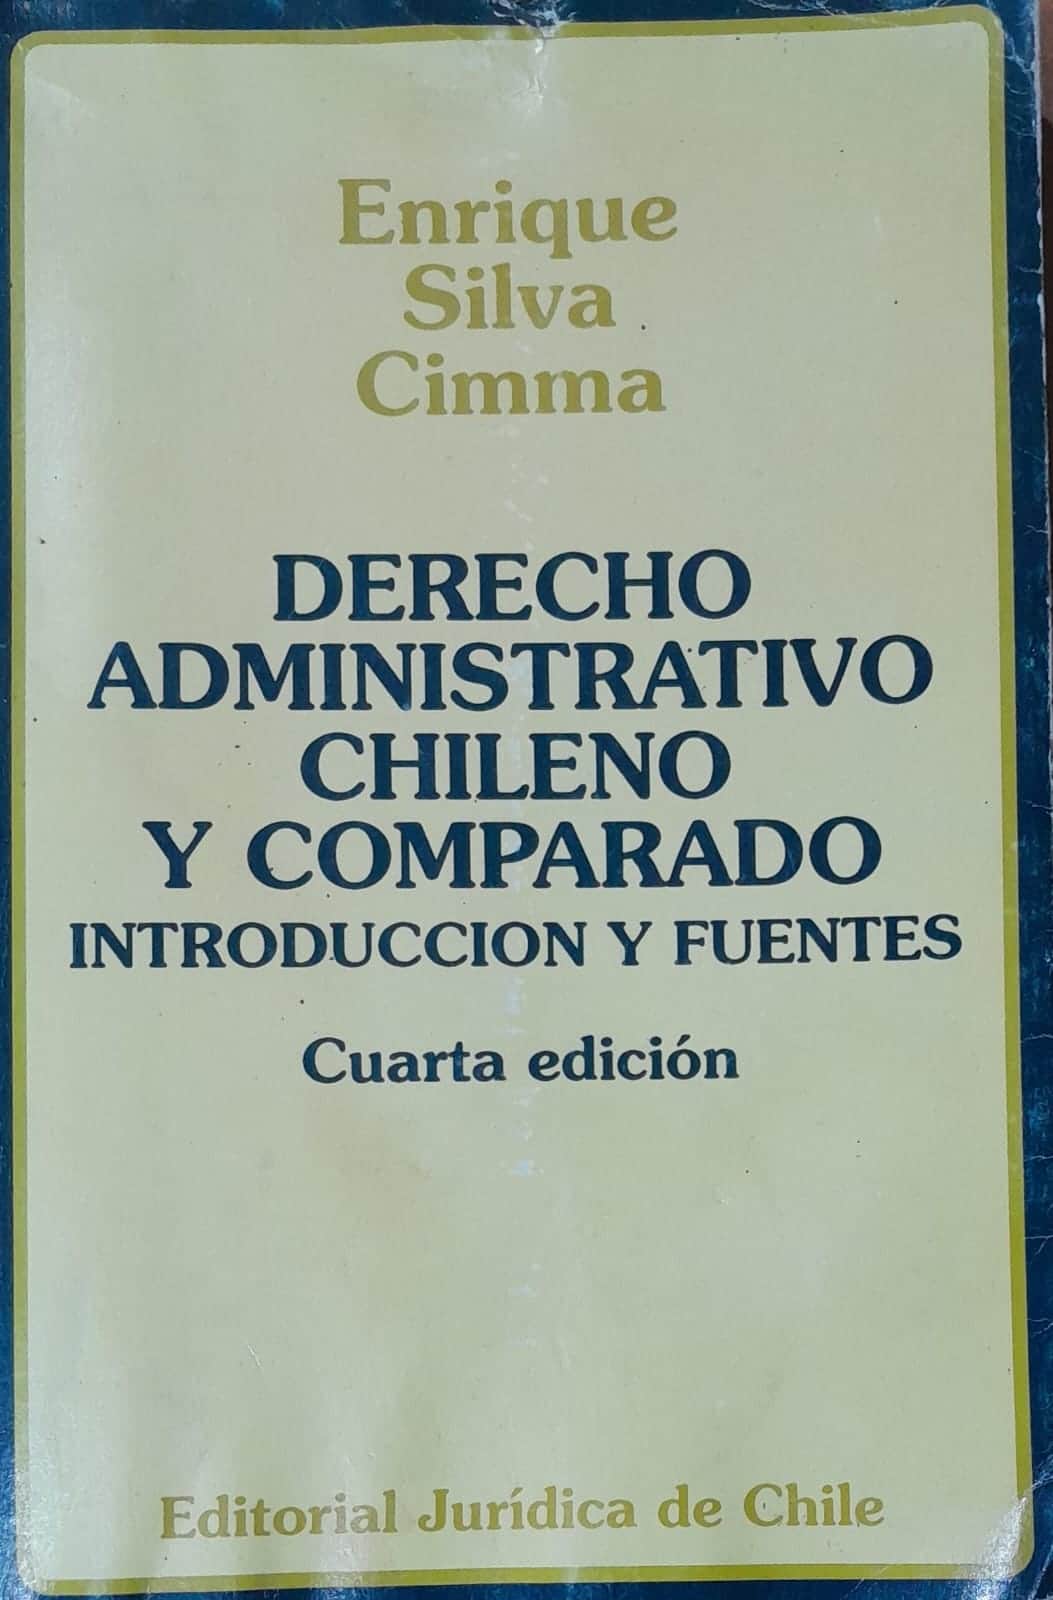 Enrique
Silva
Cimma
DERECHO
ADMINISTRATIVO
CHILENO
Y COMPARADO
INTRODUCCION Y FUENTES
Cuarta edición
Editorial Jurídica de Chile